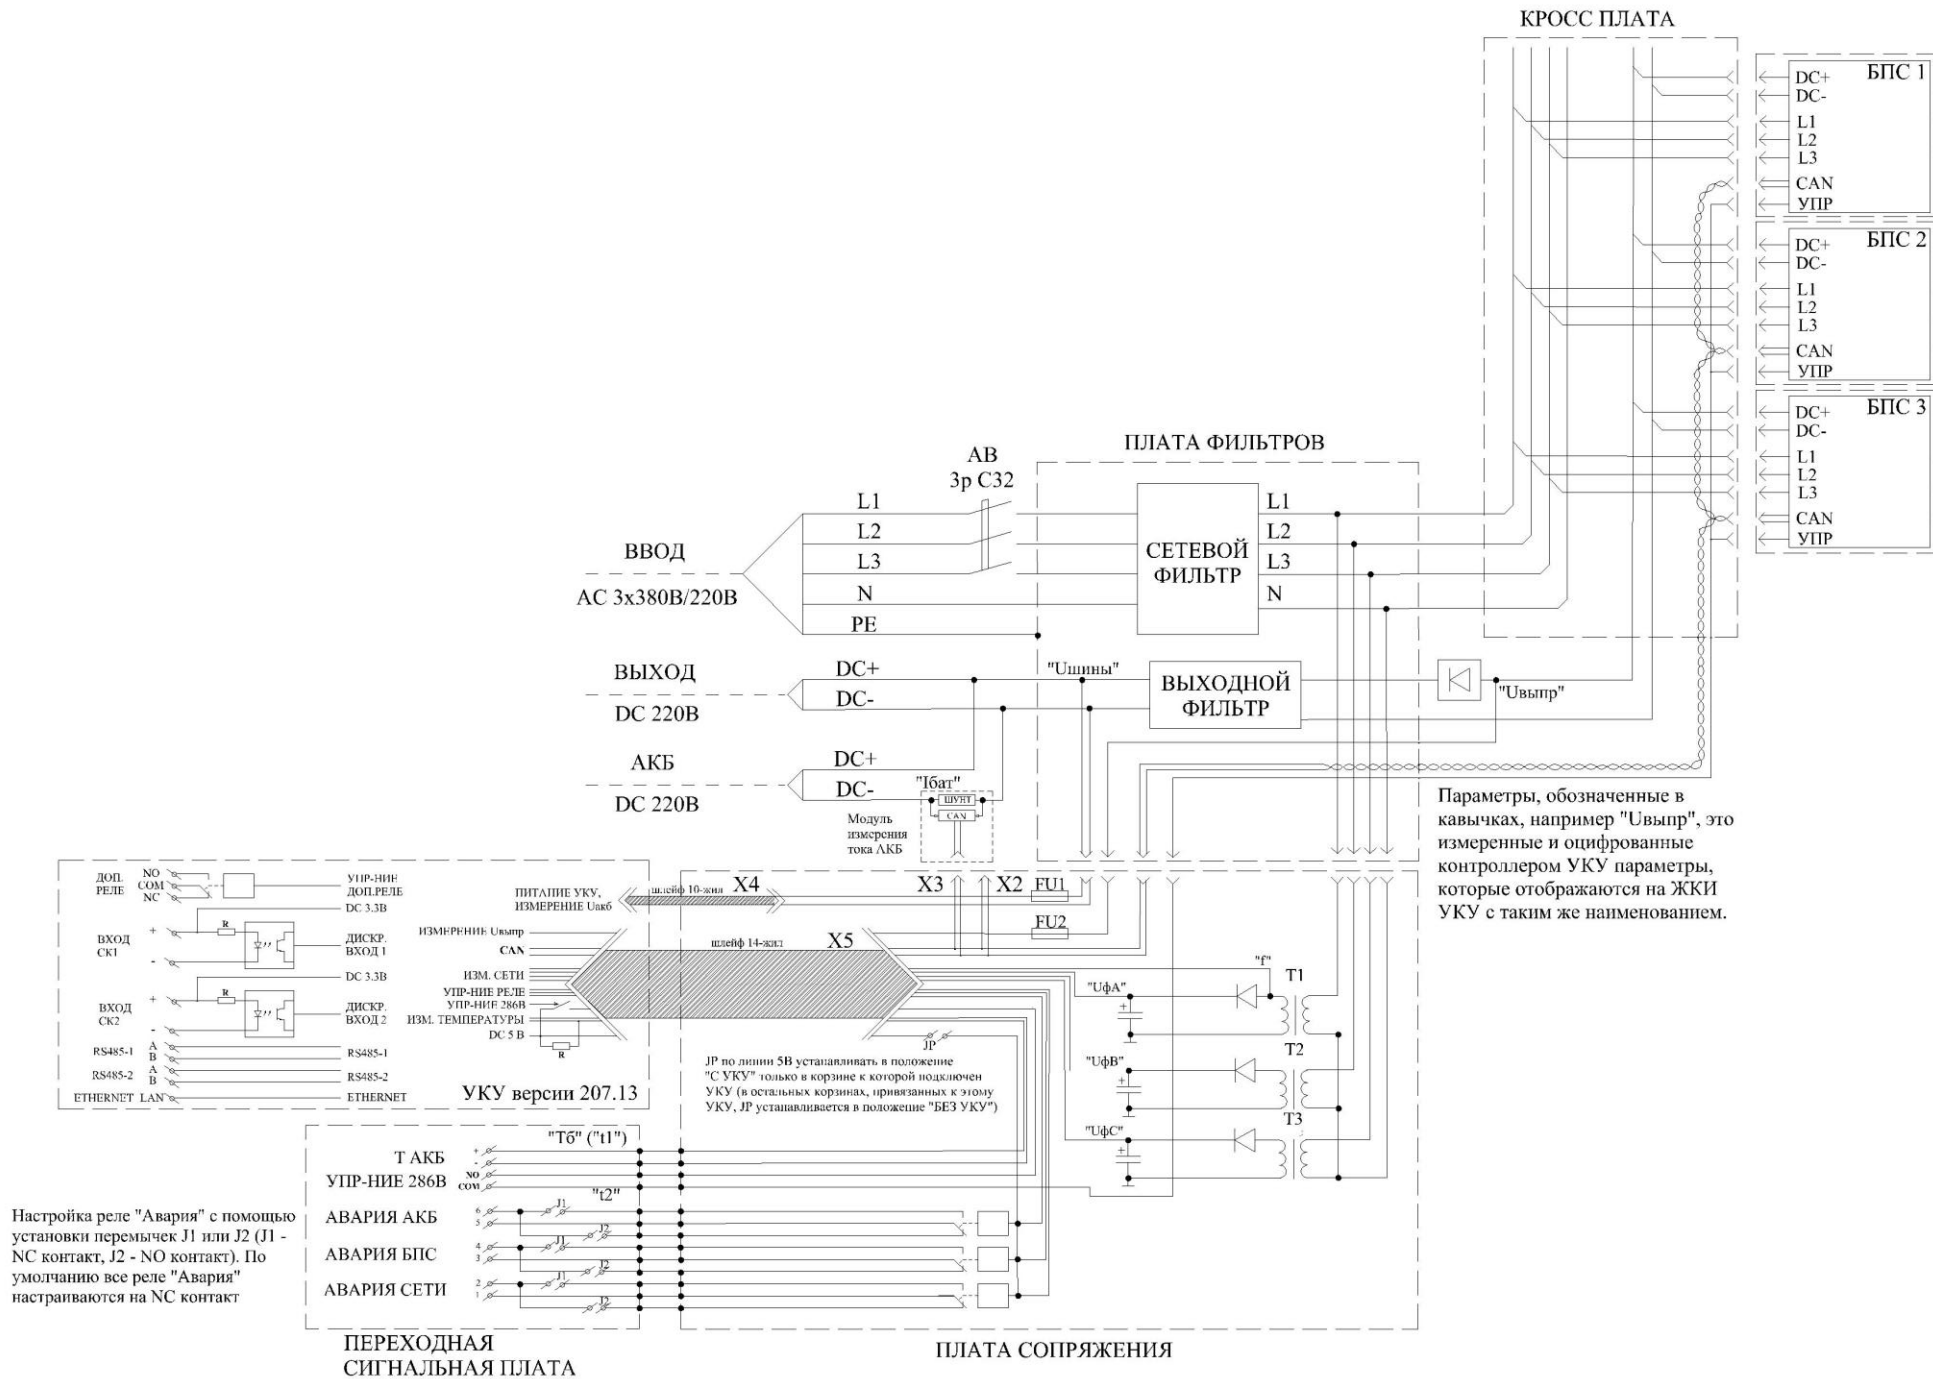 КРОСС ПЛАТА
БПС 1
DC+
DC-
L1
L2
L3
CAN
УПР
БПС 2
DC+
DC-
L1
L2
L3
CAN
УПР
БПС 3
DC+
DC-
L1
L2
L3
CAN
УПР
ПЛАТА ФИЛЬТРОВ
АВ
3р С32
ВВОД
AC 3x380В/220В
L1
L2
L3
N
PE
СЕТЕВОЙ
ФИЛЬТР
L1
L2
L3
N
ВЫХОД
DC 220В
DC+
DC-
"Uшины"
ВЫХОДНОЙ
ФИЛЬТР
"Uвыпр"
АКБ
DC 220В
DC+
DC-
"Iбат"
ШУНТ
CAN
Модуль
измерения
тока АКБ
Параметры, обозначенные в
кавычках, например "Uвыпр", это
измеренные и оцифрованные
контроллером УКУ параметры,
которые отображаются на ЖКИ
УКУ с таким же наименованием.
ДОП.
РЕЛЕ
NO
COM
NC
УПР-НИЕ
ДОП.РЕЛЕ
DC 3.3В
ВХОД
СК1
+
-
R
ДИСКР.
ВХОД 1
DC 3.3В
ВХОД
СК2
+
-
R
ДИСКР.
ВХОД 2
RS485-1
A
B
RS485-1
RS485-2
A
B
RS485-2
ETHERNET LAN
ETHERNET
ПИТАНИЕ УКУ,
ИЗМЕРЕНИЕ Uакб
ИЗМЕРЕНИЕ Uвыпр
CAN
ИЗМ. СЕТИ
УПР-НИЕ РЕЛЕ
УПР-НИЕ 286В
ИЗМ. ТЕМПЕРАТУРЫ
DC 5 В
R
УКУ версии 207.13
шлейф 10-жил
X4
X3
X2
FU1
FU2
шлейф 14-жил
X5
"f"
T1
"UфА"
+
T2
"UфВ"
+
T3
"UфС"
+
JP
JP по линии 5В устанавливать в положение
"С УКУ" только в корзине к которой подключен
УКУ (в остальных корзинах, привязанных к этому
УКУ, JP устанавливается в положение "БЕЗ УКУ")
"Тб" ("t1")
Т АКБ
+
-
УПР-НИЕ 286В
NO
COM
"t2"
АВАРИЯ АКБ
6
5
J1
J2
АВАРИЯ БПС
4
3
J1
J2
АВАРИЯ СЕТИ
2
1
J1
J2
Настройка реле "Авария" с помощью
установки перемычек J1 или J2 (J1 -
NC контакт, J2 - NO контакт). По
умолчанию все реле "Авария"
настраиваются на NC контакт
ПЕРЕХОДНАЯ
СИГНАЛЬНАЯ ПЛАТА
ПЛАТА СОПРЯЖЕНИЯ